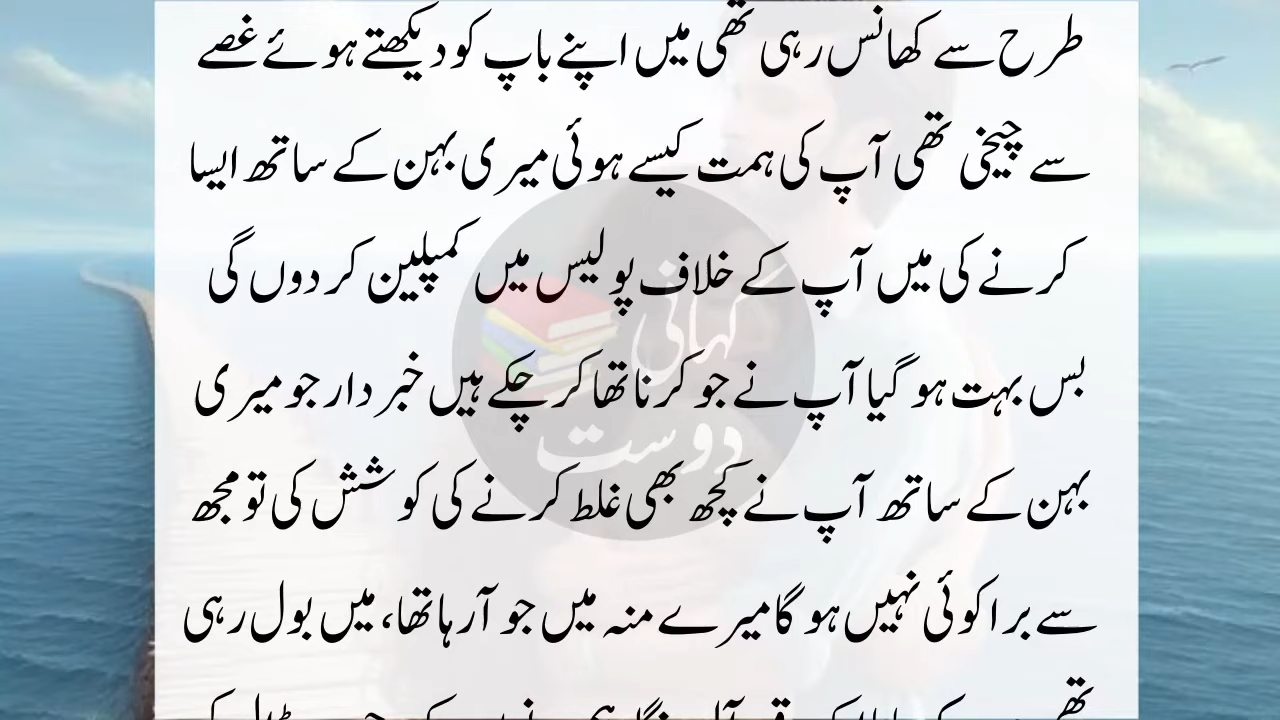 طرح سے کھانس رہی تھی میں اپنے باپ کو دیکھتے ہوئے غصے
سے چیخی تھی آپ کی ہمت کیسے ہوئی میری بہن کے ساتھ ایسا
کرنے کی میں آپ کے خلاف پولیس میں کمپلین کر دوں گی
بس بہت ہو گیا آپ نے جو کرنا تھا کر چکے ہیں خبر دار جو میری
بہن کے ساتھ آپ نے کچھ بھی غلط کرنے کی کوشش کی تو مجھ
سے برا کوئی نہیں ہو گا میرے منہ میں جو آ رہا تھا، میں بول رہی
کہانی
دوست